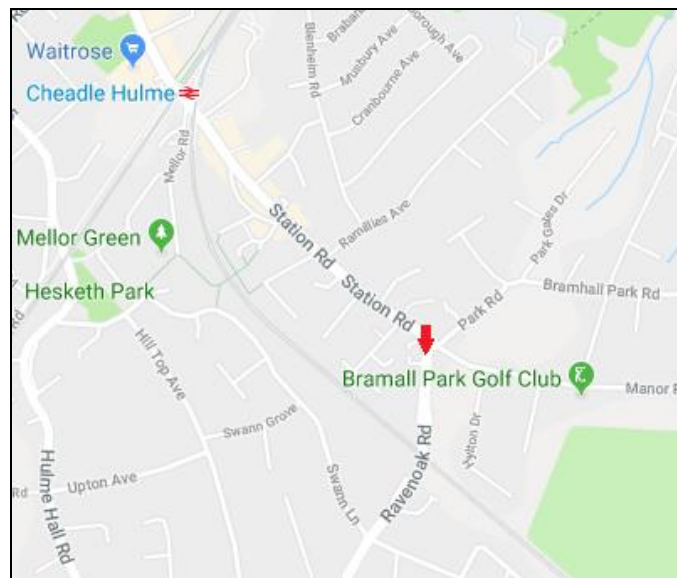 Waitrose
Cheadle Hulme
Blenheim Rd
Musbury Ave
Cranbourne Ave
Mellor Rd
Mellor Green
Hesketh Park
Station Rd
Ramillies Ave
Station Rd
Park Gates Dr
Park Rd
Bramhall Park Rd
Bramall Park Golf Club
Manor R
Hill Top Ave
Swann Grove
Upton Ave
Rd
Hulme Hall Rd
Swann Ln
Ravenoak Rd
Hylton Dr